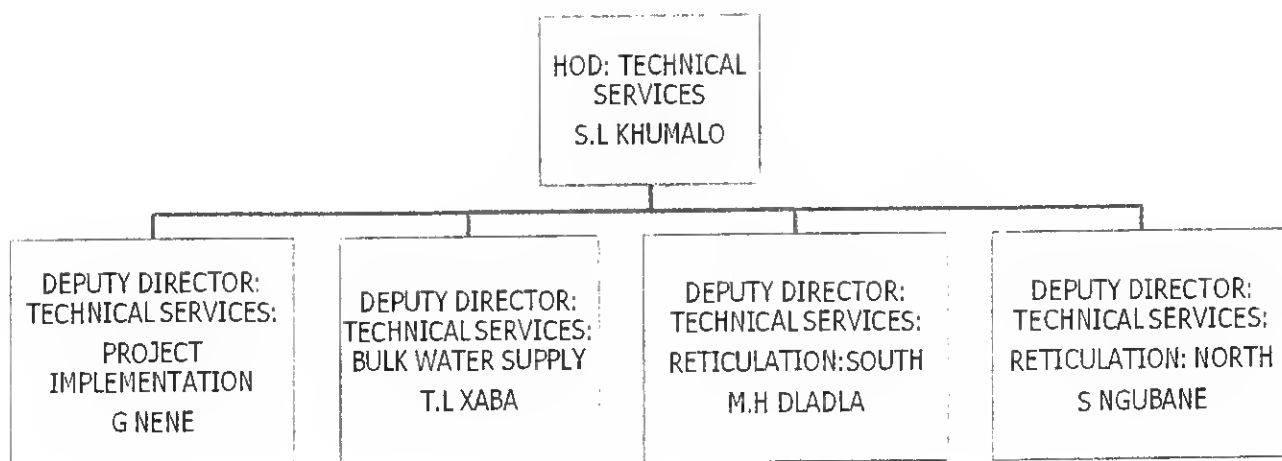 HOD: TECHNICAL
SERVICES
S.L KHUMALO
DEPUTY DIRECTOR:
TECHNICAL SERVICES:
PROJECT
IMPLEMENTATION
G NENE
DEPUTY DIRECTOR:
TECHNICAL SERVICES:
BULK WATER SUPPLY
T.L XABA
DEPUTY DIRECTOR:
TECHNICAL SERVICES:
RETICULATION:SOUTH
M.H DLADLA
DEPUTY DIRECTOR:
TECHNICAL SERVICES:
RETICULATION: NORTH
S NGUBANE